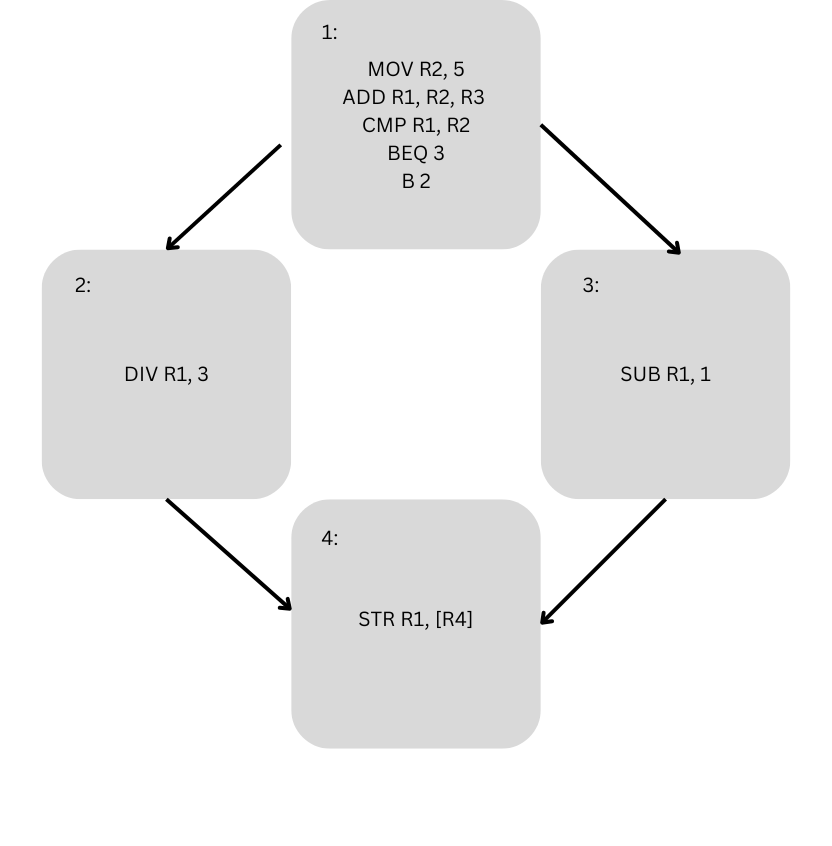 1:
MOV R2, 5
ADD R1, R2, R3
CMP R1, R2
BEQ 3
B 2
2:
DIV R1, 3
3:
SUB R1, 1
4:
STR R1, [R4]